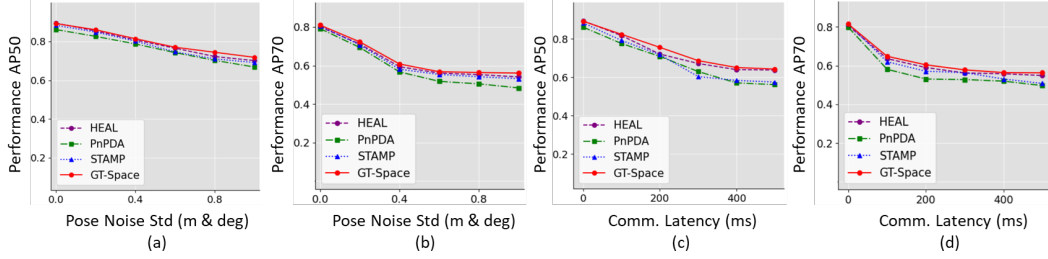 Performance AP50
0.8
0.6
0.4
0.2
HEAL
PnPDA
STAMP
GT-Space
0.0
0.4
0.8
Pose Noise Std (m & deg)
(a)
Performance AP70
0.8
0.6
0.4
0.2
HEAL
PnPDA
STAMP
GT-Space
0.0
0.4
0.8
Pose Noise Std (m & deg)
(b)
Performance AP50
0.8
0.6
0.4
0.2
HEAL
PnPDA
STAMP
GT-Space
0
200
400
Comm. Latency (ms)
(c)
Performance AP70
0.8
0.6
0.4
0.2
HEAL
PnPDA
STAMP
GT-Space
0
200
400
Comm. Latency (ms)
(d)